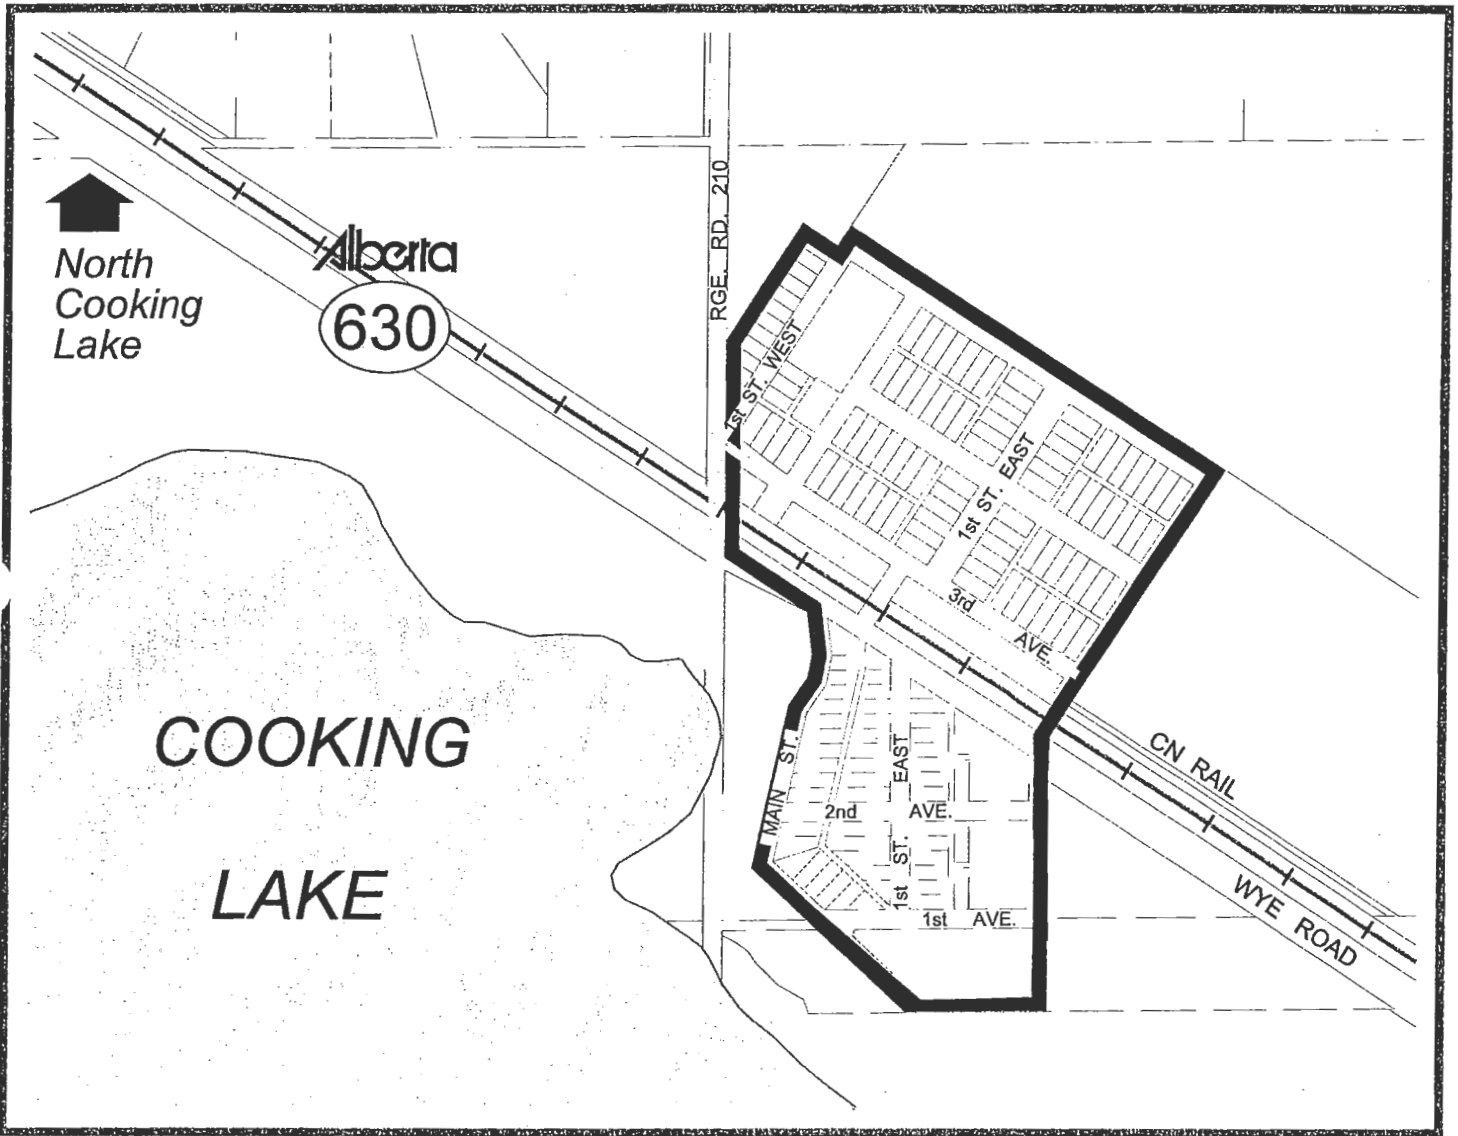 RGE. RD. 210
North
Cooking
Lake
Alberta
630
1st ST. WEST
1st ST. EAST
3rd AVE.
COOKING
LAKE
MAIN ST.
1st ST. EAST
2nd AVE.
1st AVE.
CN RAIL
WYE ROAD